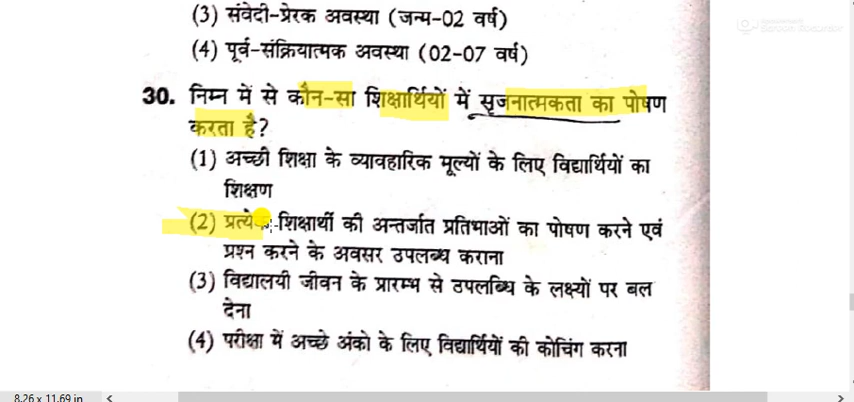 (3) संवेदी-प्रेरक अवस्था (जन्म-02 वर्ष)
(4) पूर्व-संक्रियात्मक अवस्था (02-07 वर्ष)
30. निम्न में से कौन-सा शिक्षार्थियों में सृजनात्मकता का पोषण
करता है?
(1) अच्छी शिक्षा के व्यावहारिक मूल्यों के लिए विद्यार्थियों का
शिक्षण
(2) प्रत्येक शिक्षार्थी की अन्तर्जात प्रतिभाओं का पोषण करने एवं
प्रश्न करने के अवसर उपलब्ध कराना
(3) विद्यालयी जीवन के प्रारम्भ से उपलब्धि के लक्ष्यों पर बल
देना
(4) परीक्षा में अच्छे अंको के लिए विद्यार्थियों की कोचिंग करना
8.26 x 11.69 in